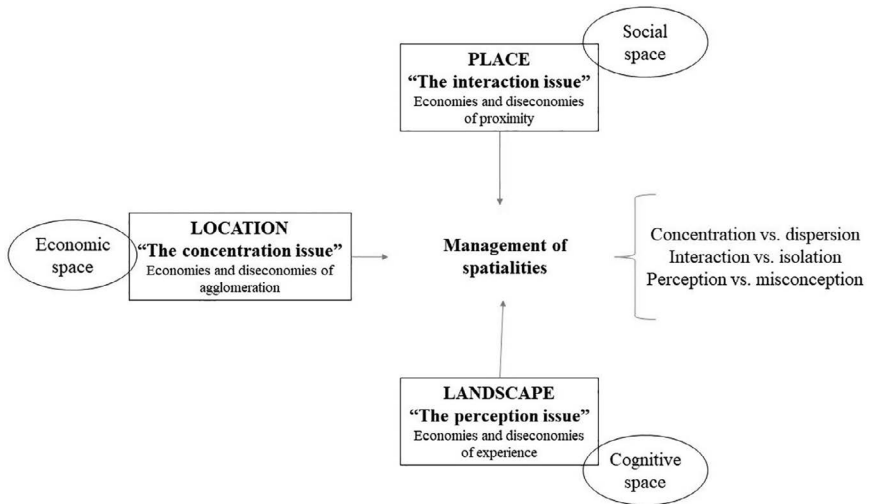 Social
space
PLACE
“The interaction issue”
Economies and diseconomies
of proximity
Economic
space
LOCATION
“The concentration issue”
Economies and diseconomies of
agglomeration
Management of
spatialities
Concentration vs. dispersion
Interaction vs. isolation
Perception vs. misconception
LANDSCAPE
“The perception issue”
Economies and diseconomies
of experience
Cognitive
space